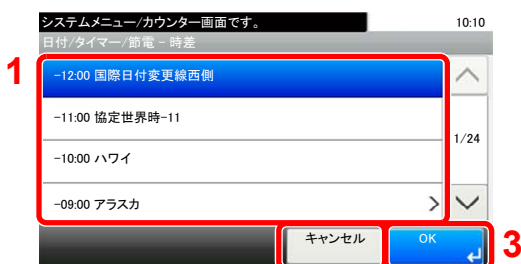 システムメニュー/カウンター画面です。 10:10
日付/タイマー/節電 - 時差
1
-12:00 国際日付変更線西側
-11:00 協定世界時-11
1/24
-10:00 ハワイ
-09:00 アラスカ
キャンセル OK 3